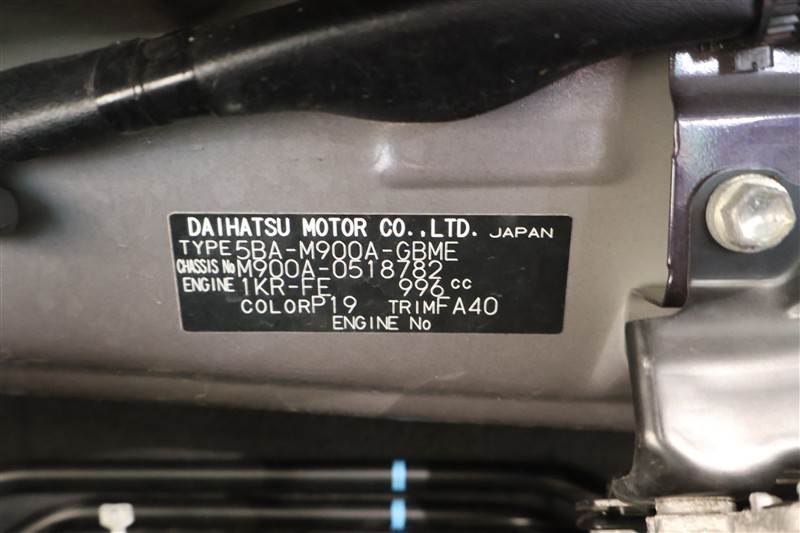 DAIHATSU MOTOR CO.,LTD. JAPAN
TYPE 5BA-M900A-GBME
CHASSIS No M900A-0518782
ENGINE 1KR-FE 996 cc
COLOR P19 TRIM FA40
ENGINE No